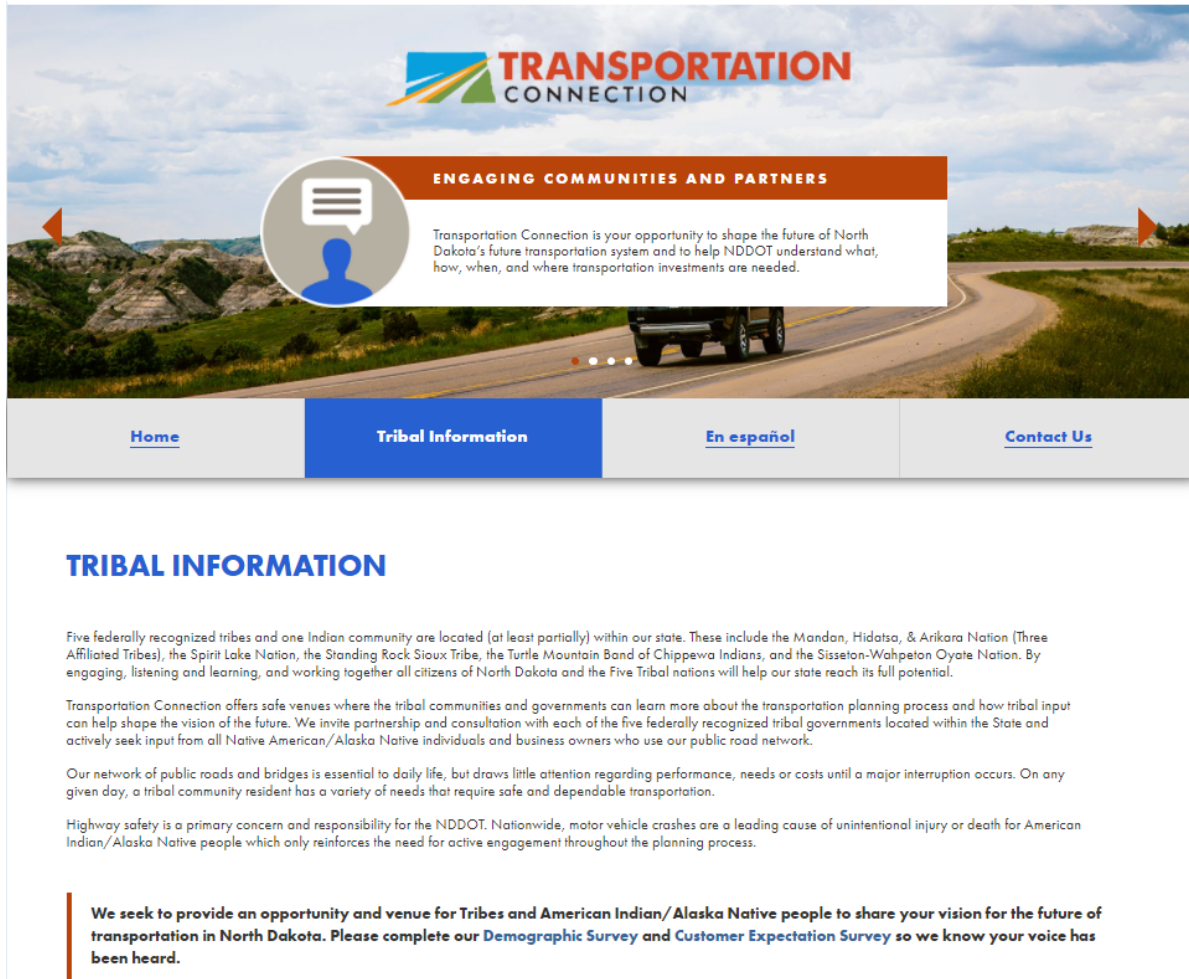 TRANSPORTATION
CONNECTION
ENGAGING COMMUNITIES AND PARTNERS
Transportation Connection is your opportunity to shape the future of North
Dakota's future transportation system and to help NDDOT understand what,
how, when, and where transportation investments are needed.
Home
Tribal Information
En español
Contact Us
TRIBAL INFORMATION
Five federally recognized tribes and one Indian community are located (at least partially) within our state. These include the Mandan, Hidatsa, & Arikara Nation (Three
Affiliated Tribes), the Spirit Lake Nation, the Standing Rock Sioux Tribe, the Turtle Mountain Band of Chippewa Indians, and the Sisseton-Wahpeton Oyate Nation. By
engaging, listening and learning, and working together all citizens of North Dakota and the Five Tribal nations will help our state reach its full potential.
Transportation Connection offers safe venues where the tribal communities and governments can learn more about the transportation planning process and how tribal input
can help shape the vision of the future. We invite partnership and consultation with each of the five federally recognized tribal governments located within the State and
actively seek input from all Native American/Alaska Native individuals and business owners who use our public road network.
Our network of public roads and bridges is essential to daily life, but draws little attention regarding performance, needs or costs until a major interruption occurs. On any
given day, a tribal community resident has a variety of needs that require safe and dependable transportation.
Highway safety is a primary concern and responsibility for the NDDOT. Nationwide, motor vehicle crashes are a leading cause of unintentional injury or death for American
Indian/Alaska Native people which only reinforces the need for active engagement throughout the planning process.
We seek to provide an opportunity and venue for Tribes and American Indian/Alaska Native people to share your vision for the future of
transportation in North Dakota. Please complete our Demographic Survey and Customer Expectation Survey so we know your voice has
been heard.